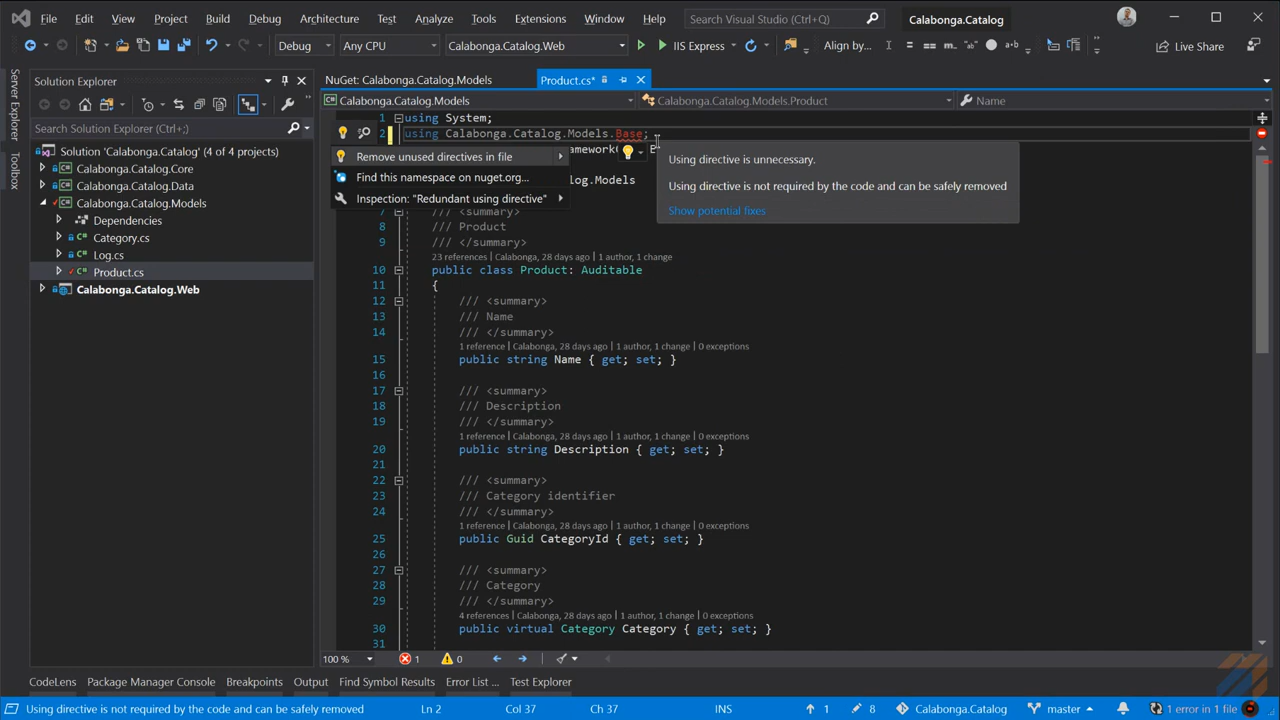 File Edit View Project Build Debug Architecture Test Analyze Tools Extensions Window Help Search Visual Studio (Ctrl+Q) Calabonga.Catalog
Debug Any CPU Calabonga.Catalog.Web IIS Express Align by... Live Share
Server Explorer
Toolbox
Solution Explorer
Search Solution Explorer (Ctrl+;)
Solution 'Calabonga.Catalog' (4 of 4 projects)
Calabonga.Catalog.Core
Calabonga.Catalog.Data
Calabonga.Catalog.Models
Dependencies
Category.cs
Log.cs
Product.cs
Calabonga.Catalog.Web
NuGet: Calabonga.Catalog.Models Product.cs*
Calabonga.Catalog.Models Calabonga.Catalog.Models.Product Name
1 using System;
2 using Calabonga.Catalog.Models.Base;
Remove unused directives in file
Find this namespace on nuget.org...
Inspection: "Redundant using directive"
log.Models
Using directive is unnecessary.
Using directive is not required by the code and can be safely removed
Show potential fixes
7 /// <summary>
8 /// Product
9 /// </summary>
23 references | Calabonga, 28 days ago | 1 author, 1 change
10 public class Product: Auditable
11 {
12 /// <summary>
13 /// Name
14 /// </summary>
1 reference | Calabonga, 28 days ago | 1 author, 1 change | 0 exceptions
15 public string Name { get; set; }
16
17 /// <summary>
18 /// Description
19 /// </summary>
1 reference | Calabonga, 28 days ago | 1 author, 1 change | 0 exceptions
20 public string Description { get; set; }
21
22 /// <summary>
23 /// Category identifier
24 /// </summary>
1 reference | Calabonga, 28 days ago | 1 author, 1 change | 0 exceptions
25 public Guid CategoryId { get; set; }
26
27 /// <summary>
28 /// Category
29 /// </summary>
4 references | Calabonga, 28 days ago | 1 author, 1 change | 0 exceptions
30 public virtual Category Category { get; set; }
31
100 % 1 0
CodeLens Package Manager Console Breakpoints Output Find Symbol Results Error List ... Test Explorer
Using directive is not required by the code and can be safely removed Ln 2 Col 37 Ch 37 INS 1 8 Calabonga.Catalog master 1 error in 1 file